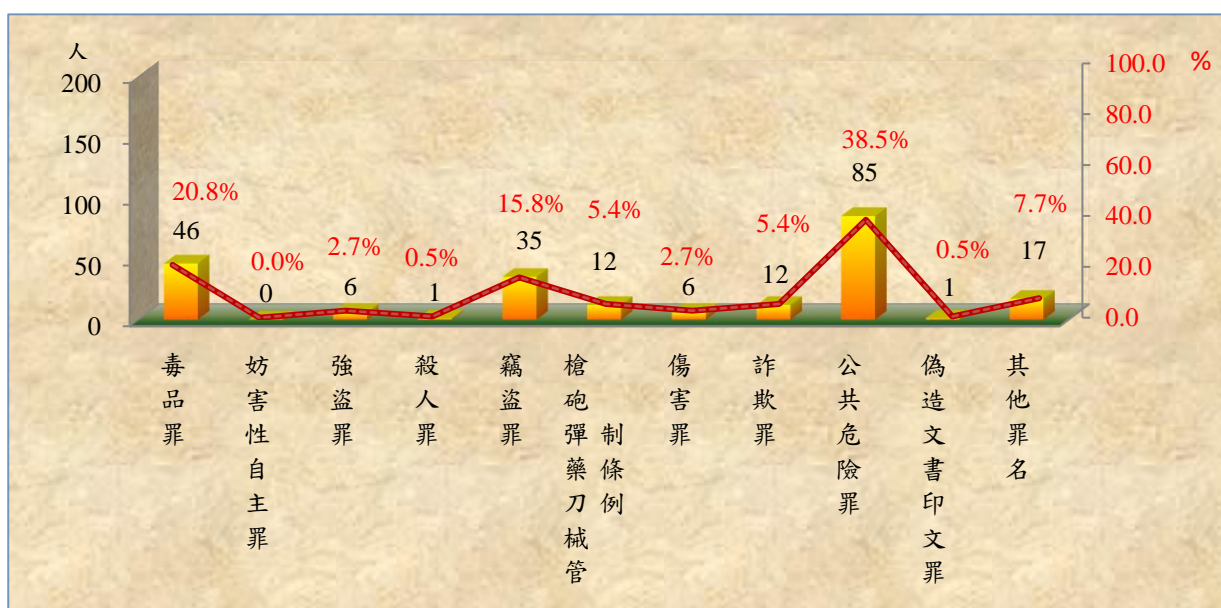 人
%
200
150
100
50
0
100.0
80.0
60.0
40.0
20.0
0.0
20.8%
46
0.0%
0
2.7%
6
0.5%
1
15.8%
35
5.4%
12
2.7%
6
5.4%
12
38.5%
85
0.5%
1
7.7%
17
毒品罪
妨害性自主罪
強盜罪
殺人罪
竊盜罪
槍砲彈藥刀械管
制條例
傷害罪
詐欺罪
公共危險罪
偽造文書印文罪
其他罪名